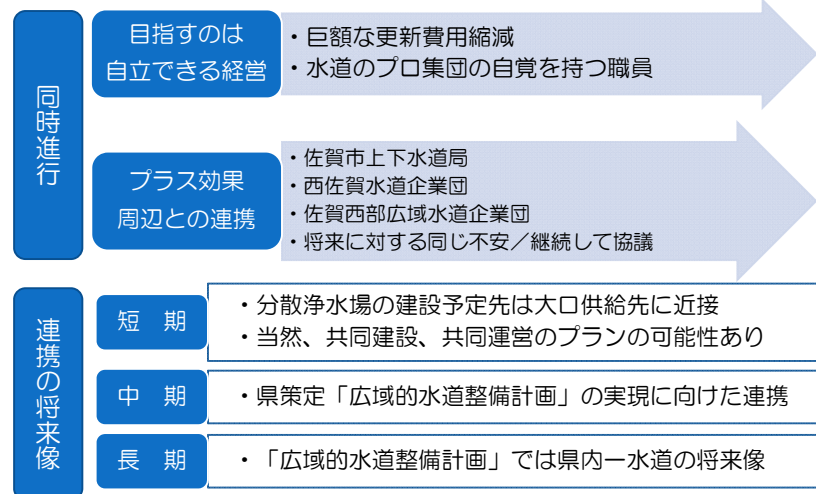 同時進行
目指すのは
自立できる経営
・巨額な更新費用縮減
・水道のプロ集団の自覚を持つ職員
プラス効果
周辺との連携
・佐賀市上下水道局
・西佐賀水道企業団
・佐賀西部広域水道企業団
・将来に対する同じ不安／継続して協議
連携の将来像
短　期
・分散浄水場の建設予定先は大口供給先に近接
・当然、共同建設、共同運営のプランの可能性あり
中　期
・県策定「広域的水道整備計画」の実現に向けた連携
長　期
・「広域的水道整備計画」では県内一水道の将来像